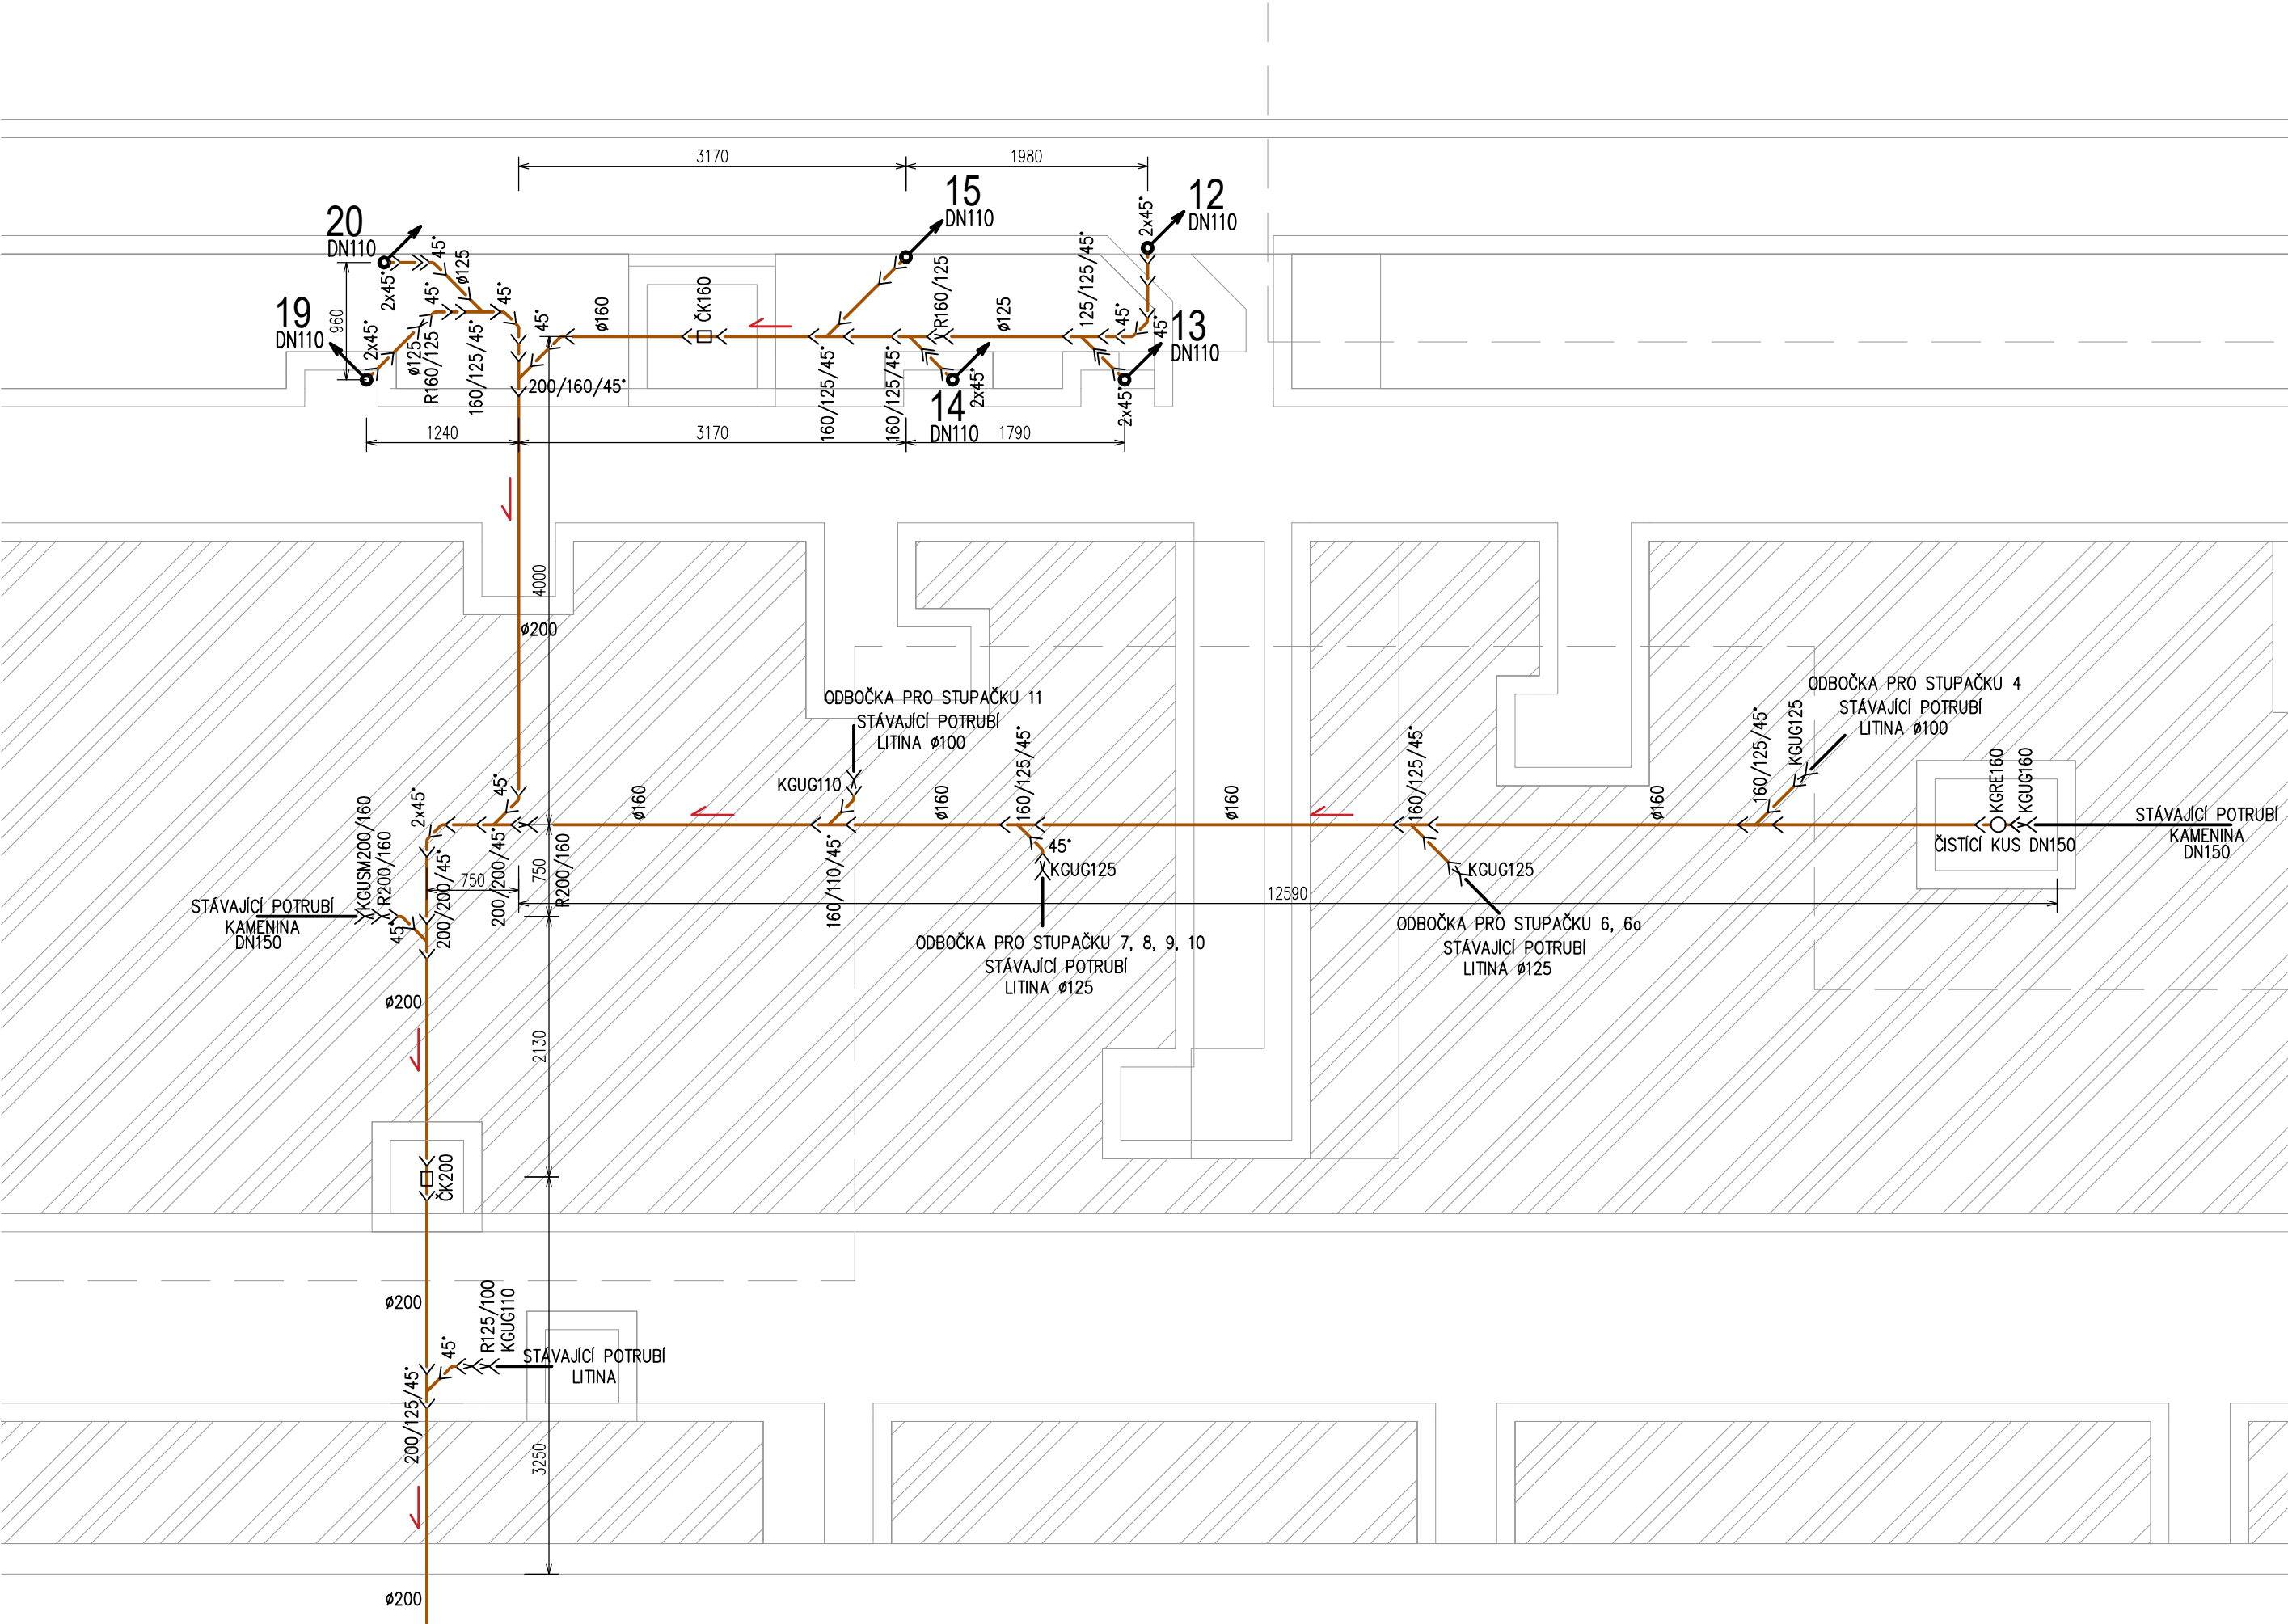 3170
1980
15
DN110
12
DN110
2x45°
20
DN110
45°
ø125
2x45°
960
19
DN110
2x45°
45°
45°
ø125
R160/125
160/125/45°
45°
ø160
ČK160
R160/125
ø125
125/125/45°
45°
45°
13
DN110
200/160/45°
160/125/45°
160/125/45°
14
DN110
2x45°
2x45°
1240
3170
1790
4000
ø200
ODBOČKA PRO STUPAČKU 11
STÁVAJÍCÍ POTRUBÍ
LITINA ø100
KGUG110
ODBOČKA PRO STUPAČKU 4
STÁVAJÍCÍ POTRUBÍ
LITINA ø100
KGUG125
160/125/45°
160/125/45°
160/125/45°
KGRE160
KGUG160
STÁVAJÍCÍ POTRUBÍ
KAMENINA
DN150
ČISTÍCÍ KUS DN150
2x45°
45°
ø160
ø160
ø160
ø160
KGUSM200/160
R200/160
200/200/45°
200/200/45°
750
750
R200/160
160/110/45°
45°
KGUG125
KGUG125
12590
STÁVAJÍCÍ POTRUBÍ
KAMENINA
DN150
45°
ODBOČKA PRO STUPAČKU 7, 8, 9, 10
STÁVAJÍCÍ POTRUBÍ
LITINA ø125
ODBOČKA PRO STUPAČKU 6, 6a
STÁVAJÍCÍ POTRUBÍ
LITINA ø125
ø200
2130
ČK200
ø200
45°
R125/100
KGUG110
STÁVAJÍCÍ POTRUBÍ
LITINA
200/125/45°
3250
ø200